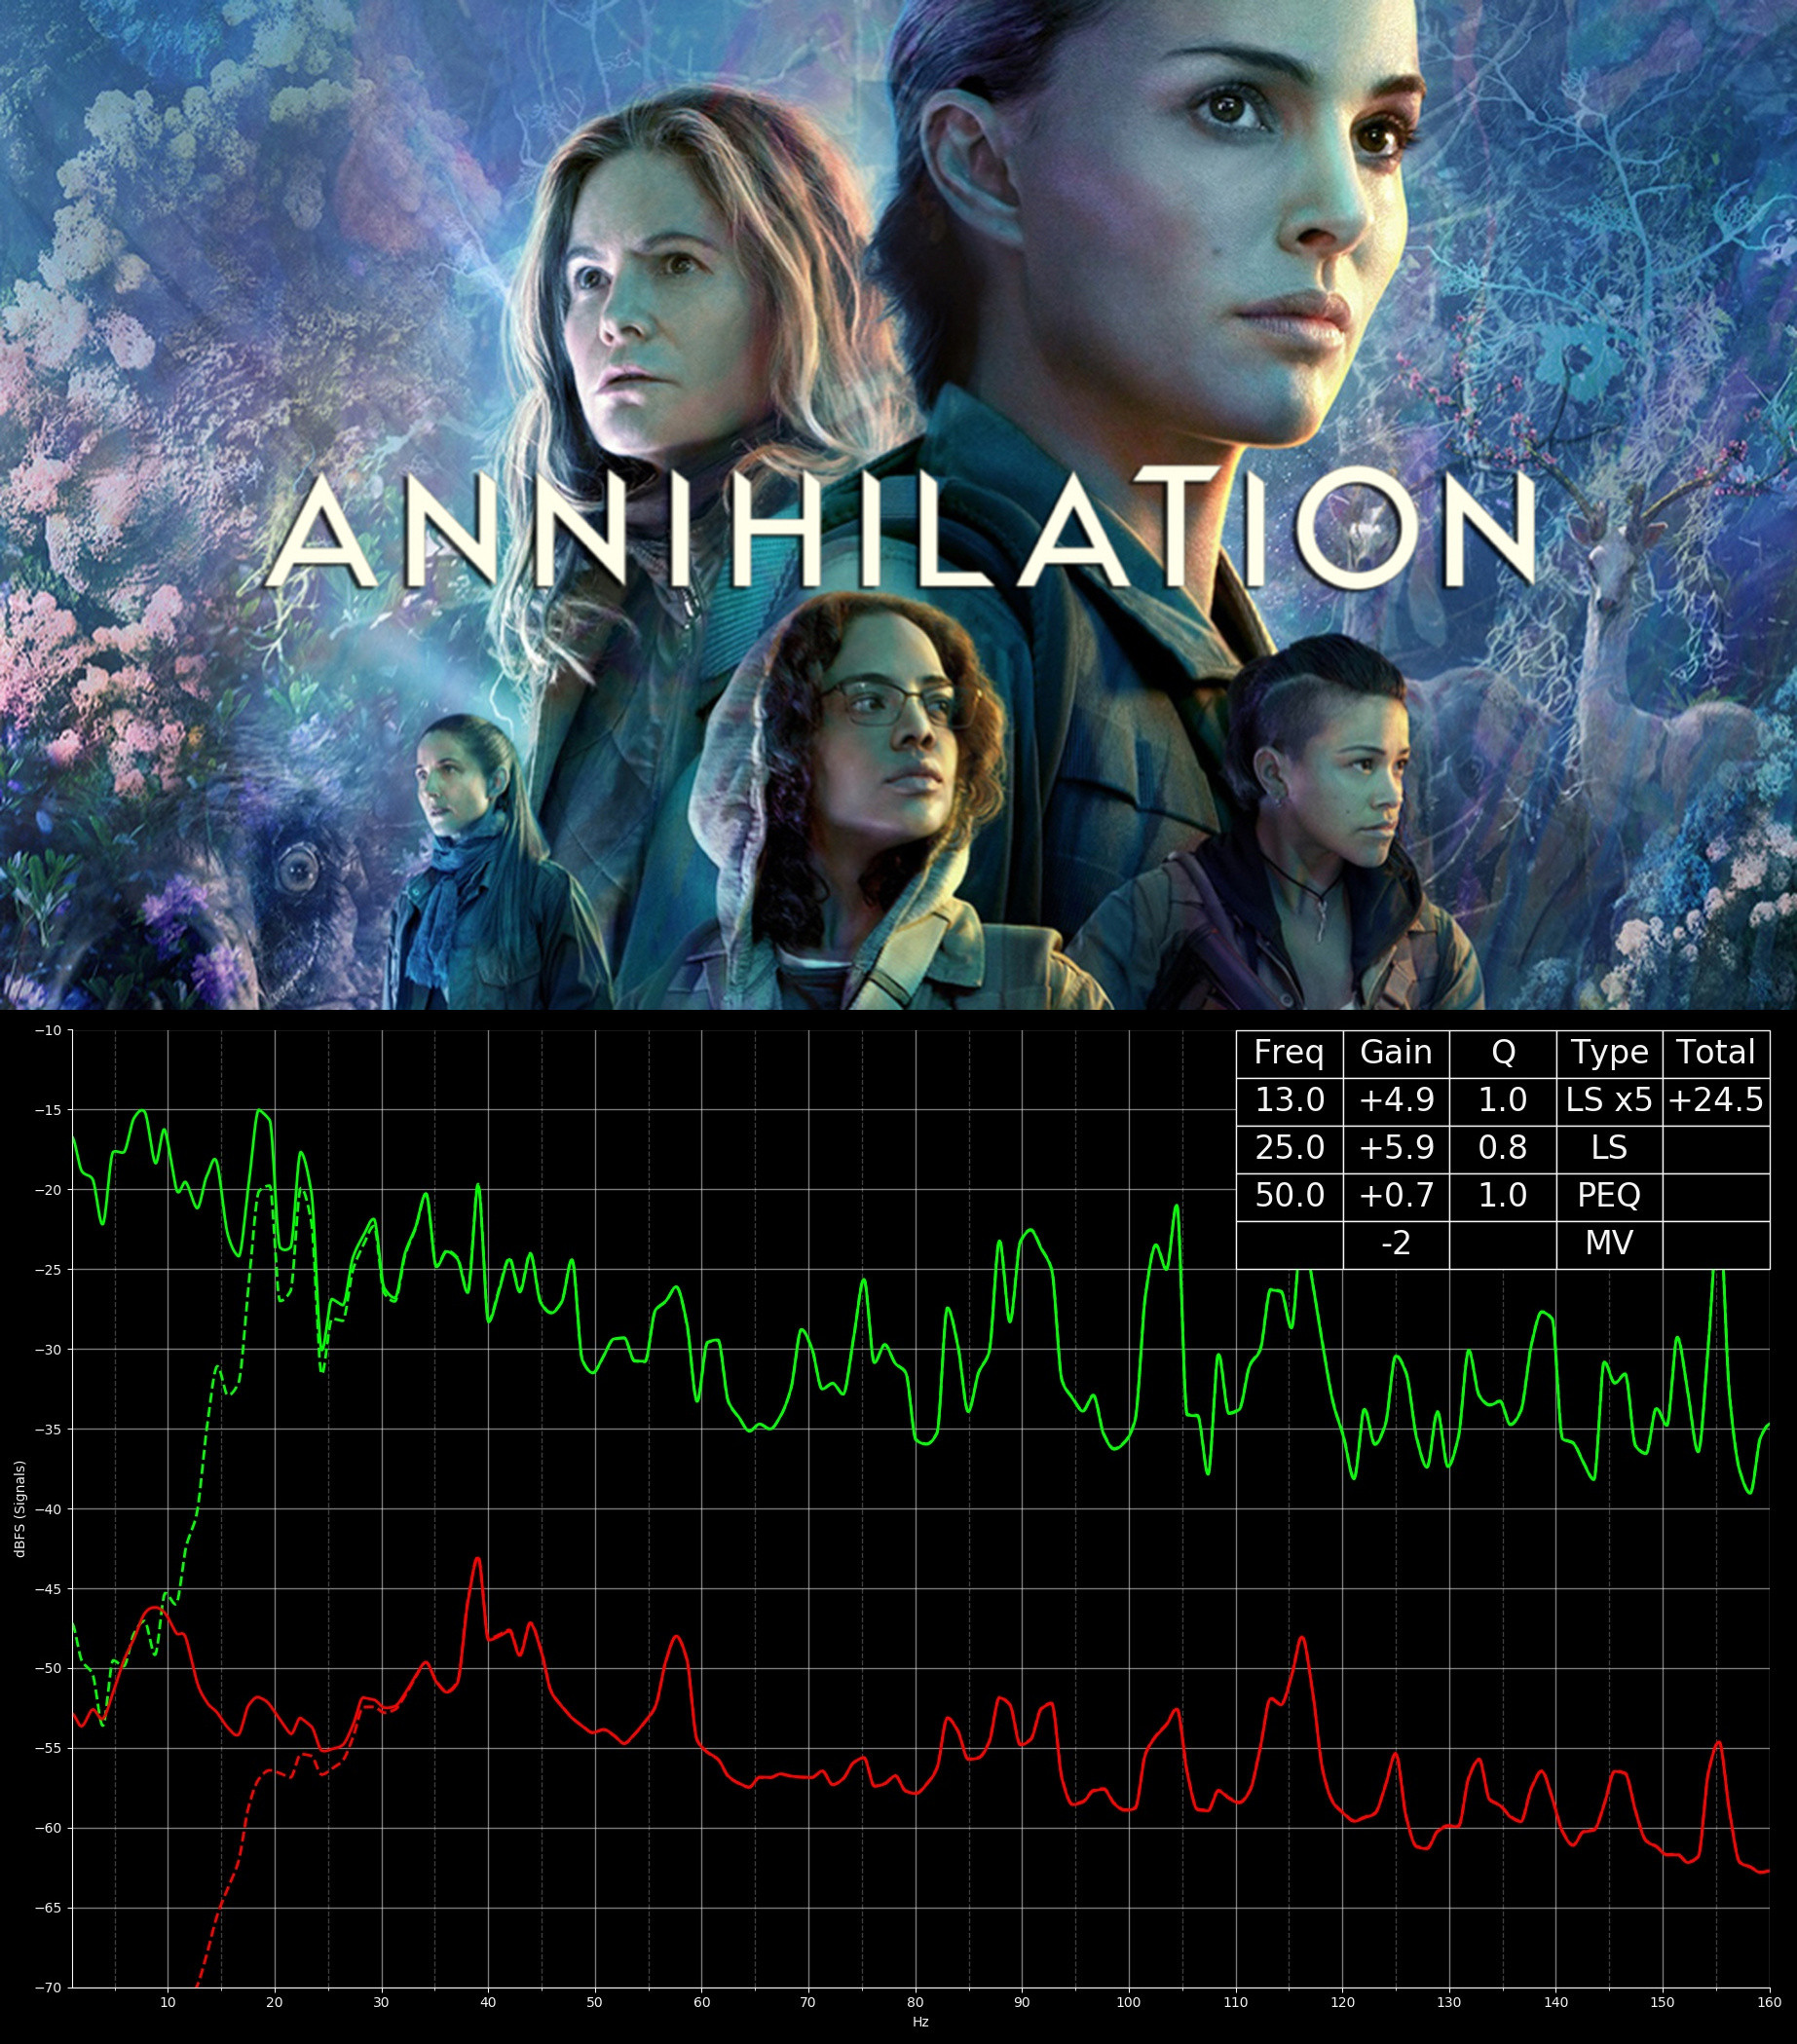 ANNIHILATION
Freq Gain Q Type Total
13.0 +4.9 1.0 LS x5 +24.5
25.0 +5.9 0.8 LS
50.0 +0.7 1.0 PEQ
-2 MV
−10
−15
−20
−25
−30
−35
−40
−45
−50
−55
−60
−65
−70
dBFS (Signals)
10 20 30 40 50 60 70 80 90 100 110 120 130 140 150 160
Hz